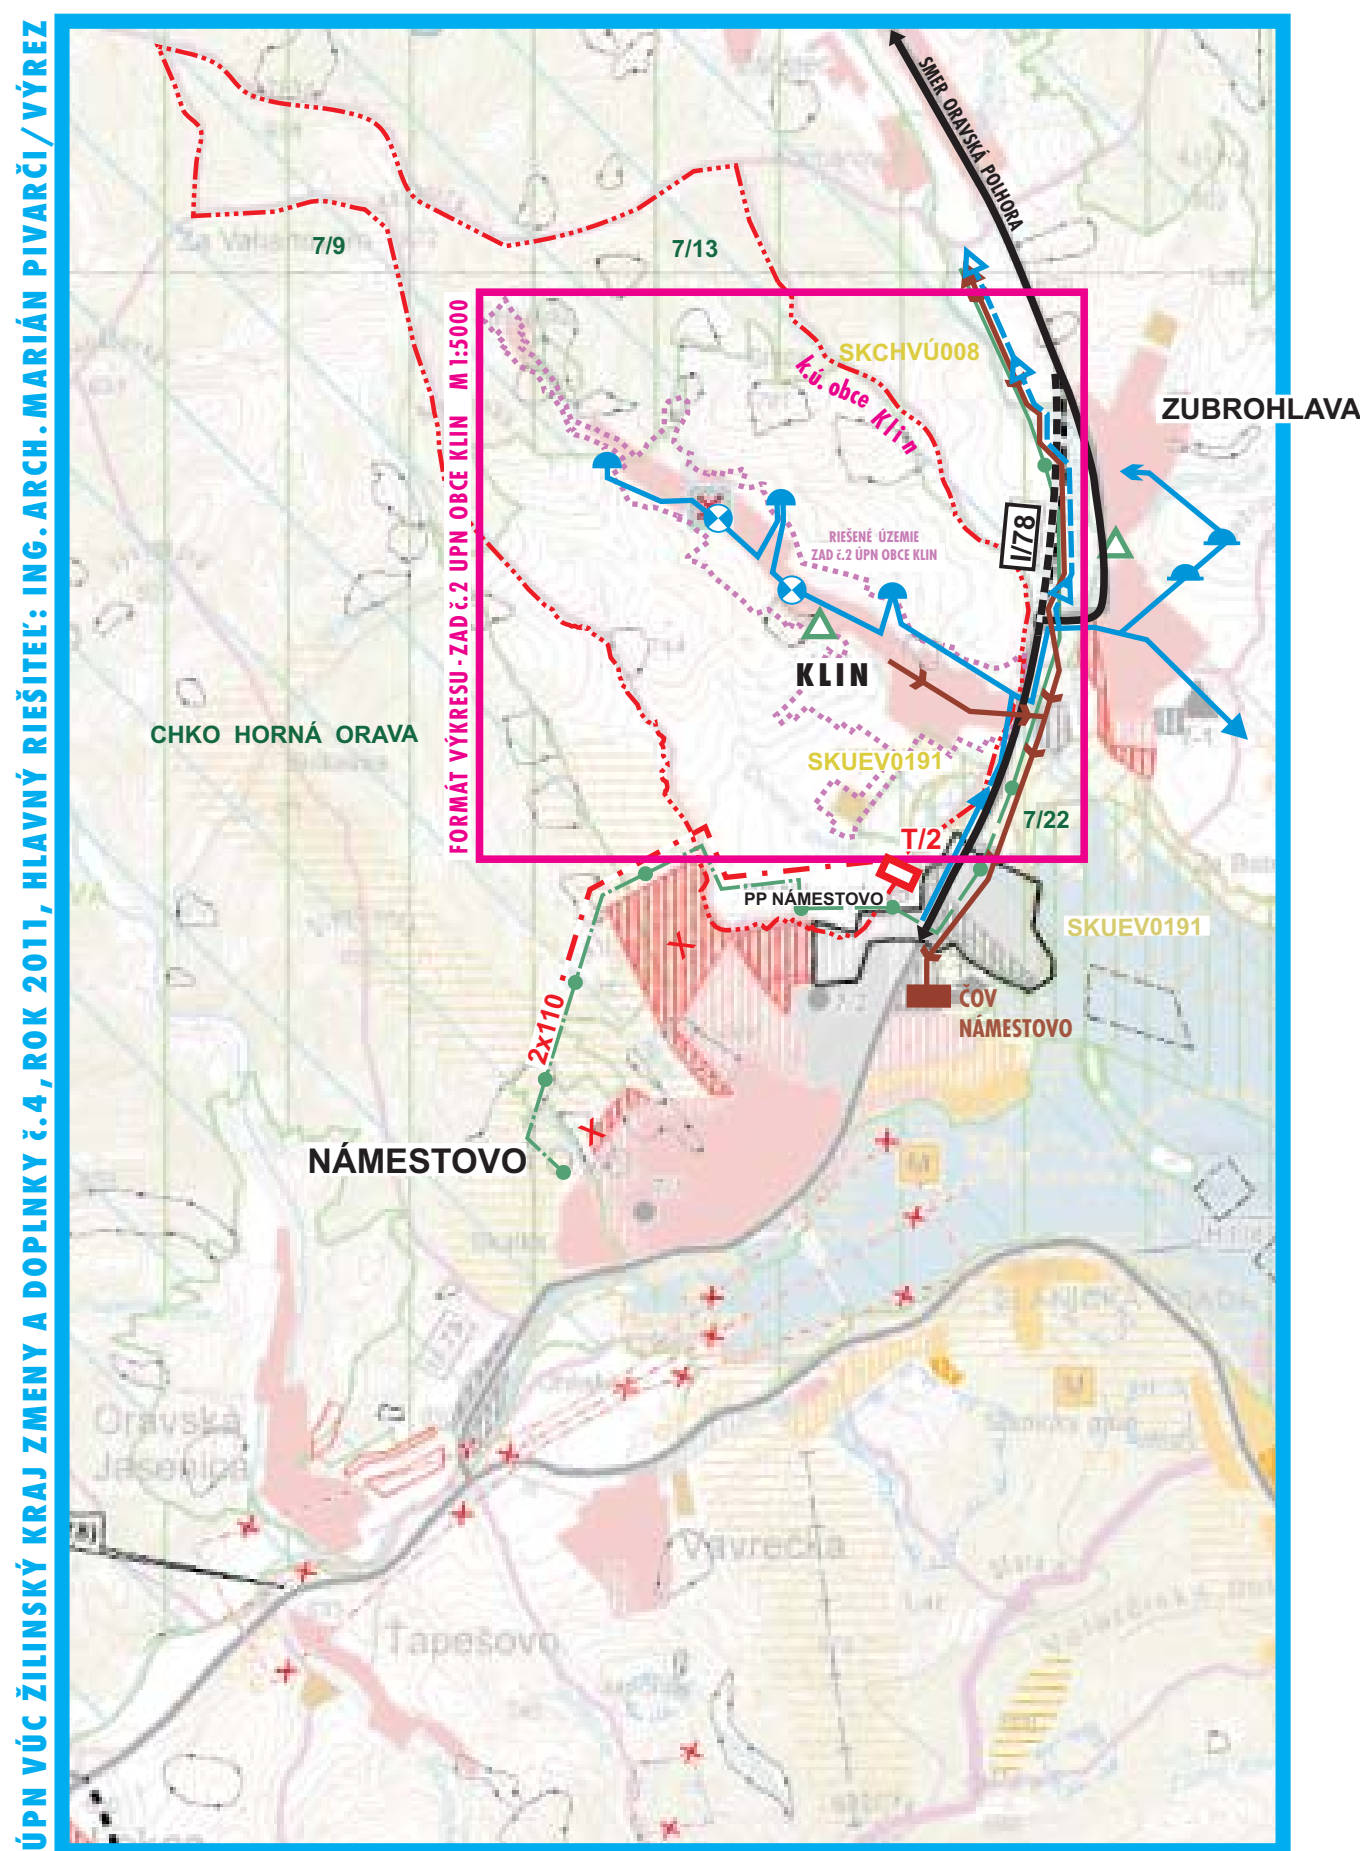 ÚPN VÚC ŽILINSKÝ KRAJ ZMENY A DOPLNKY č.4, ROK 2011, HLAVNÝ RIEŠITEĽ: ING.ARCH.MARIÁN PIVARČI/VÝREZ
SMER ORAVSKÁ POLHORA
7/9
7/13
FORMÁT VÝKRESU-ZAD č.2 ÚPN OBCE KLIN M 1:5000
SKCHVÚ008
k.ú. obce Klin
ZUBROHLAVA
I/78
RIEŠENÉ ÚZEMIE
ZAD č.2 ÚPN OBCE KLIN
KLIN
CHKO HORNÁ ORAVA
SKUEV0191
7/22
T/2
PP NÁMESTOVO
SKUEV0191
ČOV
NÁMESTOVO
2x110
NÁMESTOVO
M
M
Oravská
Jasenica
Vavrečka
Ťapešovo